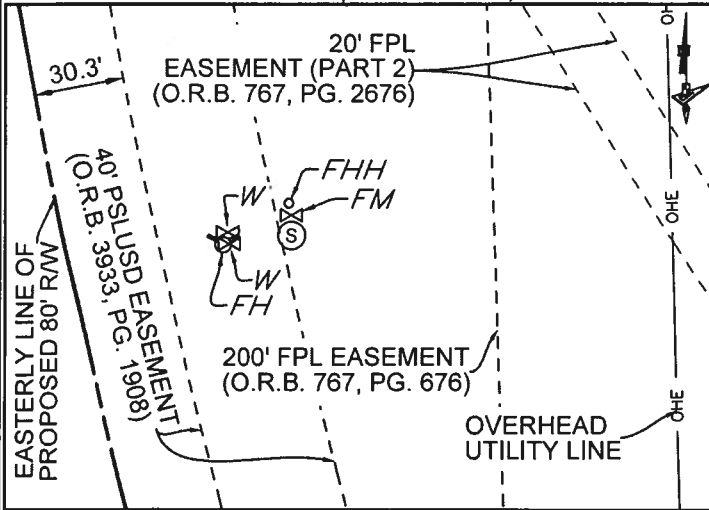 20' FPL
EASEMENT (PART 2)
(O.R.B. 767, PG. 2676)
30.3'
OH
FHH
FM
W
S
W
FH
40' PSLUSD EASEMENT
(O.R.B. 3933, PG. 1908)
EASTERLY LINE OF
PROPOSED 80' R/W
200' FPL EASEMENT
(O.R.B. 767, PG. 676)
OVERHEAD
UTILITY LINE
OHE
OHE